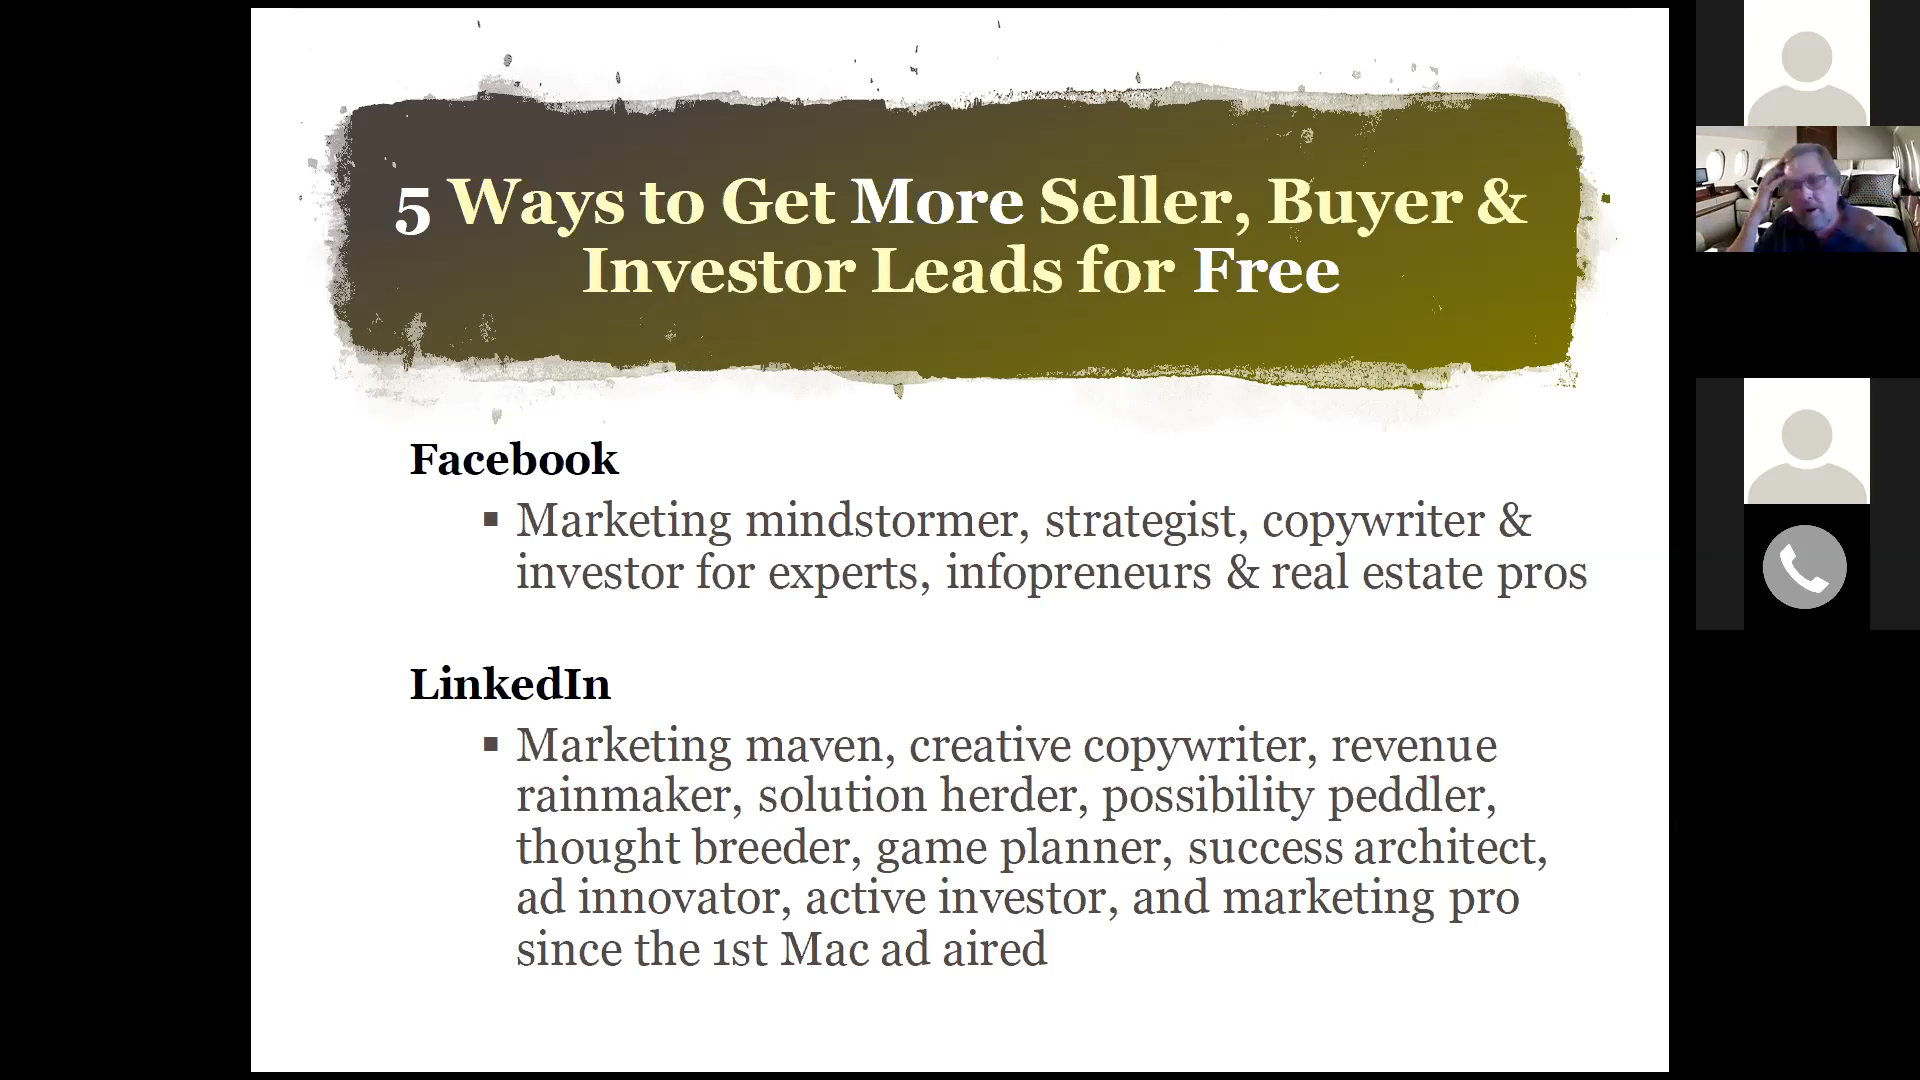 5 Ways to Get More Seller, Buyer &
Investor Leads for Free
Facebook
▪ Marketing mindstormer, strategist, copywriter &
investor for experts, infopreneurs & real estate pros
LinkedIn
▪ Marketing maven, creative copywriter, revenue
rainmaker, solution herder, possibility peddler,
thought breeder, game planner, success architect,
ad innovator, active investor, and marketing pro
since the 1st Mac ad aired